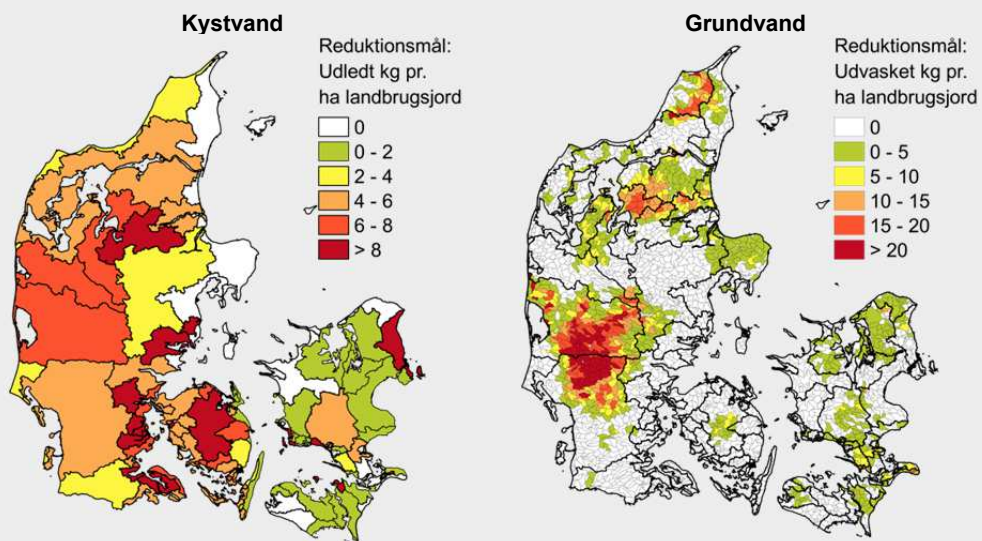 Kystvand
Reduktionsmål:
Udledt kg pr.
ha landbrugsjord
0
0 - 2
2 - 4
4 - 6
6 - 8
> 8
Grundvand
Reduktionsmål:
Udvasket kg pr.
ha landbrugsjord
0
0 - 5
5 - 10
10 - 15
15 - 20
> 20